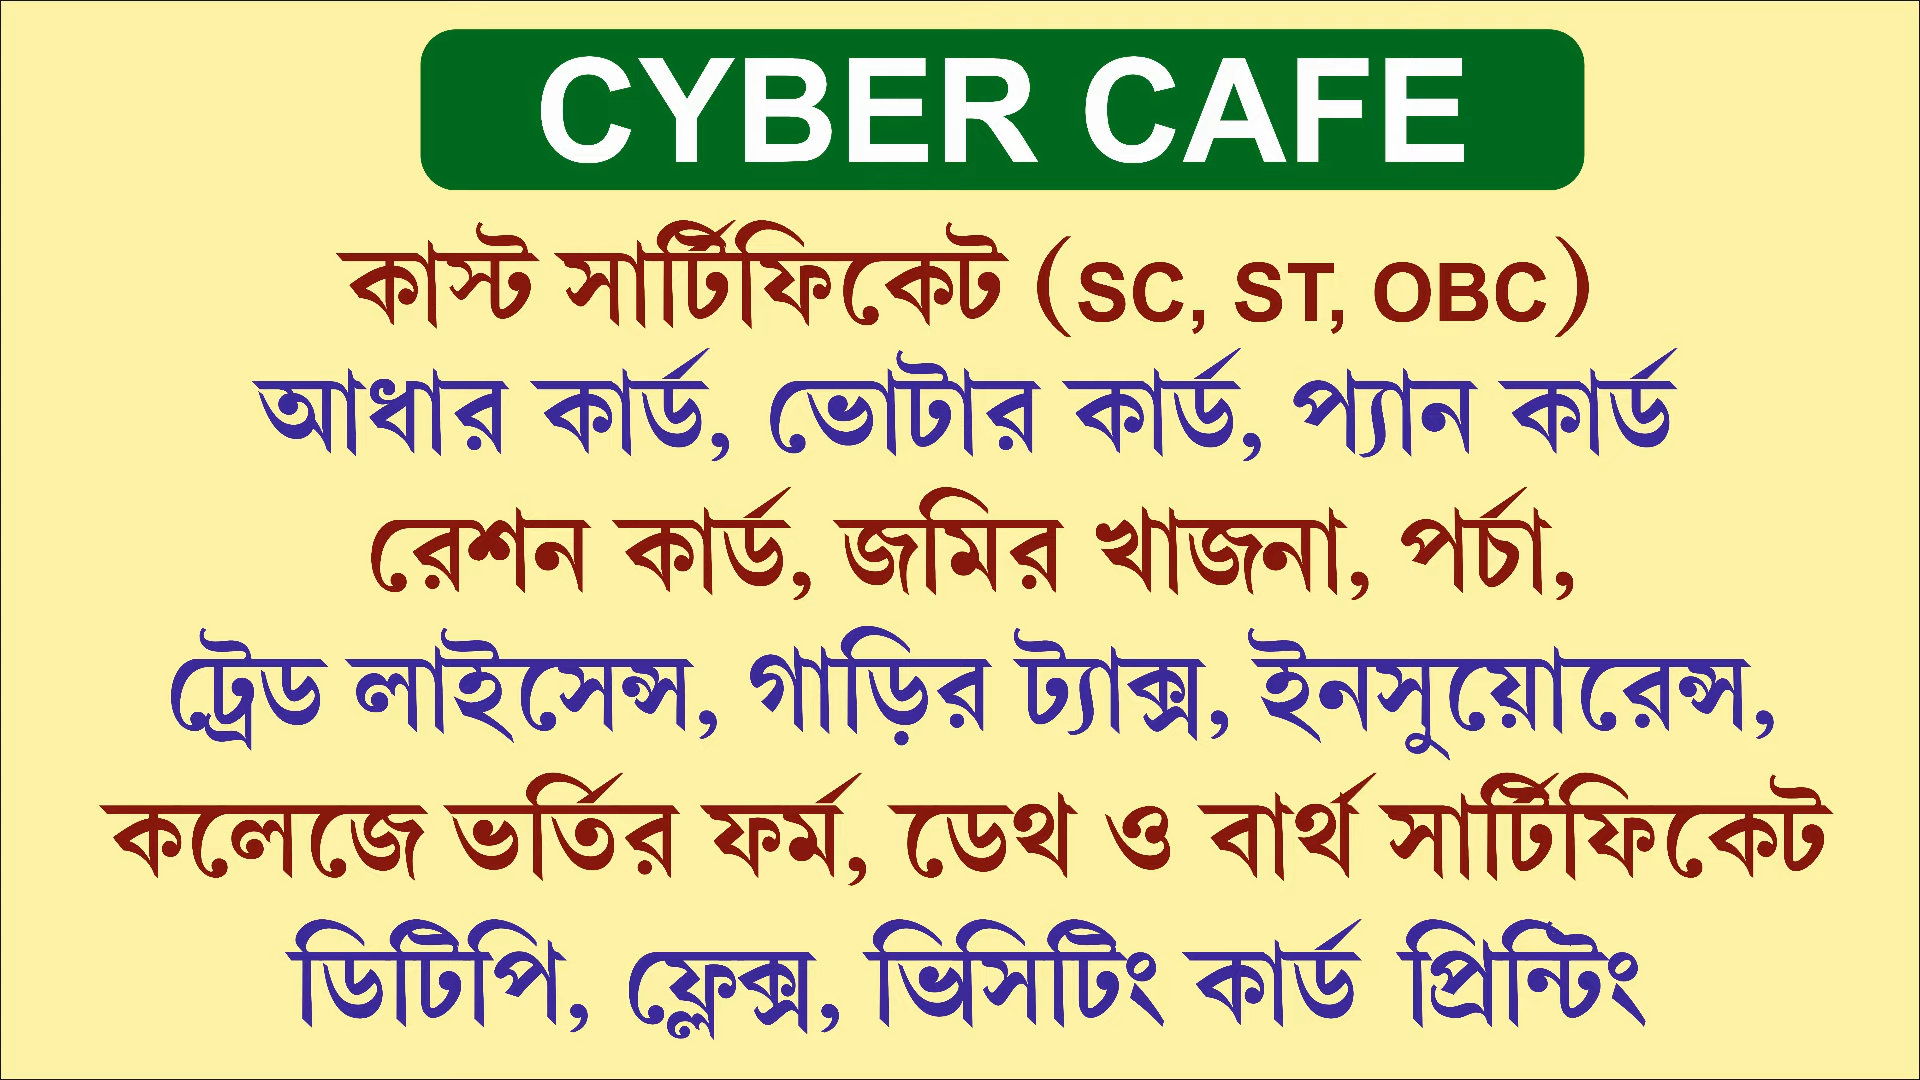 CYBER CAFE
কাস্ট সার্টিফিকেট (SC, ST, OBC)
আধার কার্ড, ভোটার কার্ড, প্যান কার্ড
রেশন কার্ড, জমির খাজনা, পর্চা,
ট্রেড লাইসেন্স, গাড়ির ট্যাক্স, ইনসুয়োরেন্স,
কলেজে ভর্তির ফর্ম, ডেথ ও বার্থ সার্টিফিকেট
ডিটিপি, ফ্লেক্স, ভিসিটিং কার্ড প্রিন্টিং